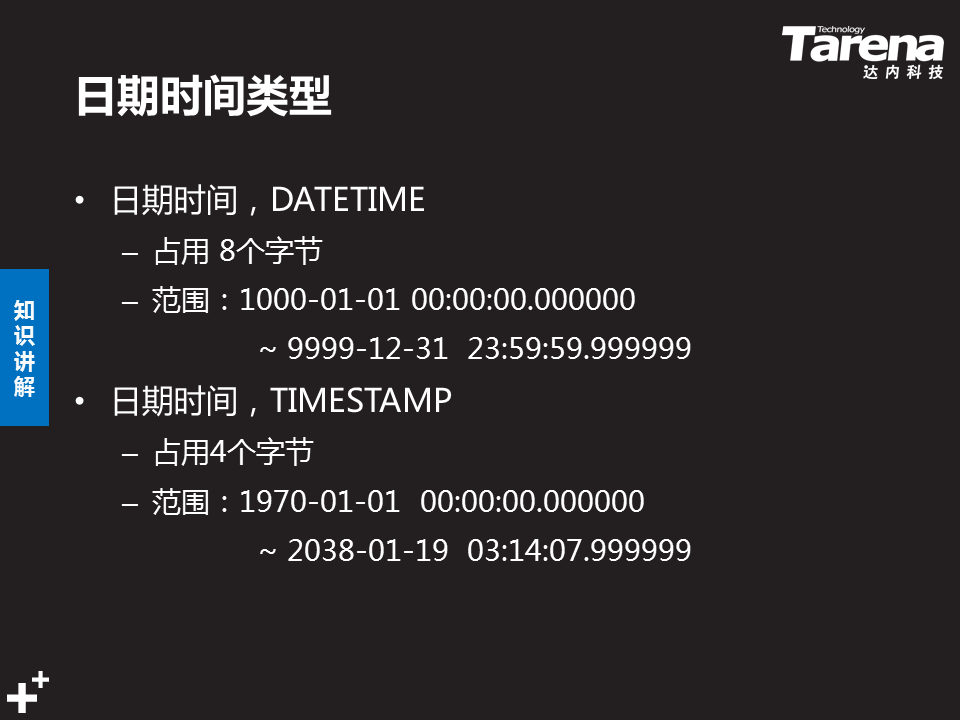 Technology
Tarena
达内科技
日期时间类型
• 日期时间，DATETIME
– 占用 8个字节
– 范围：1000-01-01 00:00:00.000000
~ 9999-12-31  23:59:59.999999
• 日期时间，TIMESTAMP
– 占用4个字节
– 范围：1970-01-01  00:00:00.000000
~ 2038-01-19  03:14:07.999999
知识讲解